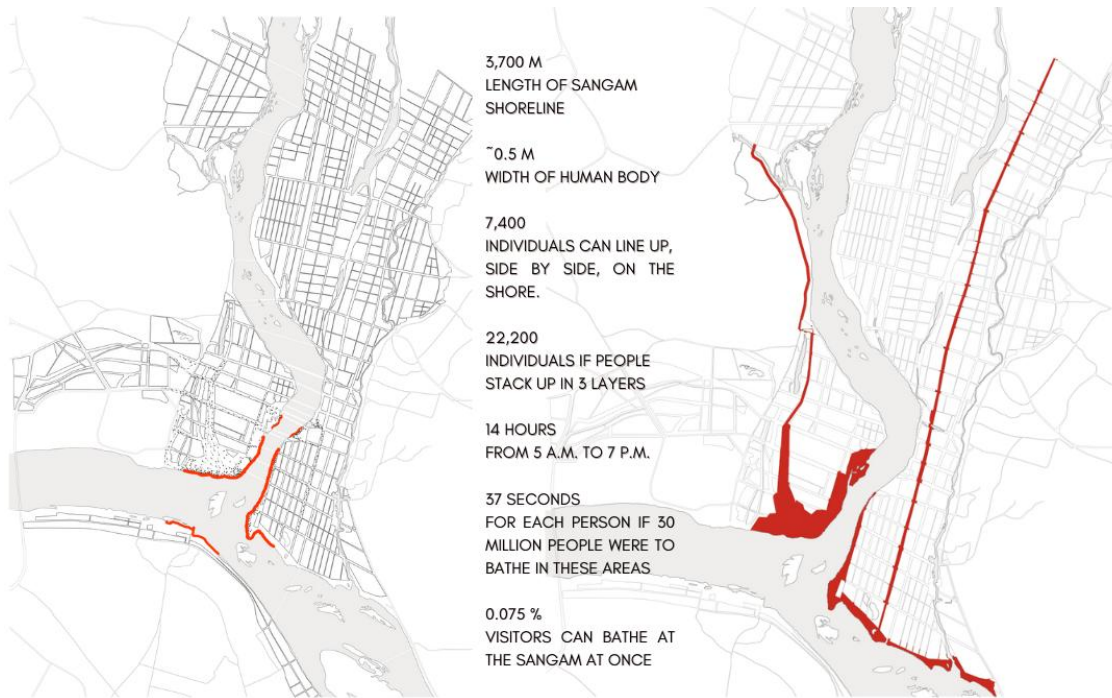 3,700 M
LENGTH OF SANGAM
SHORELINE
~0.5 M
WIDTH OF HUMAN BODY
7,400
INDIVIDUALS CAN LINE UP,
SIDE BY SIDE, ON THE
SHORE.
22,200
INDIVIDUALS IF PEOPLE
STACK UP IN 3 LAYERS
14 HOURS
FROM 5 A.M. TO 7 P.M.
37 SECONDS
FOR EACH PERSON IF 30
MILLION PEOPLE WERE TO
BATHE IN THESE AREAS
0.075 %
VISITORS CAN BATHE AT
THE SANGAM AT ONCE